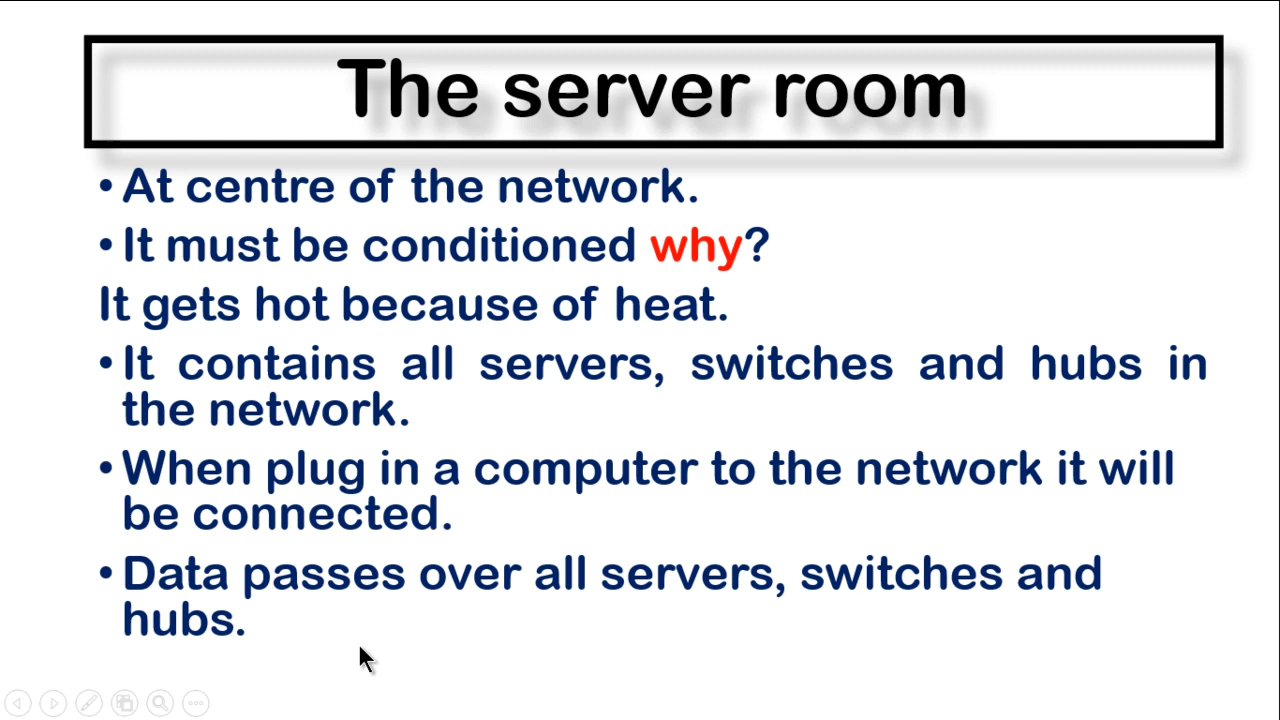 The server room
• At centre of the network.
• It must be conditioned why?
It gets hot because of heat.
• It contains all servers, switches and hubs in
the network.
• When plug in a computer to the network it will
be connected.
• Data passes over all servers, switches and
hubs.